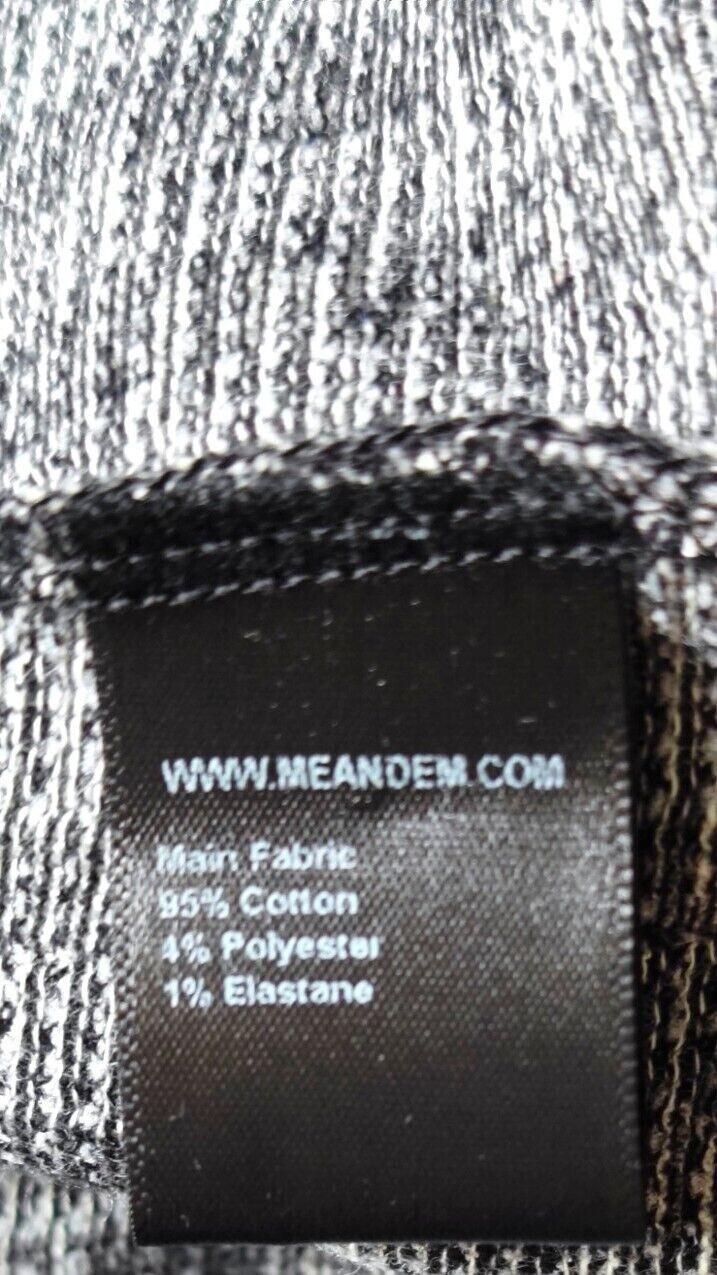 WWW.MEANDEM.COM
Main Fabric
95% Cotton
4% Polyester
1% Elastane